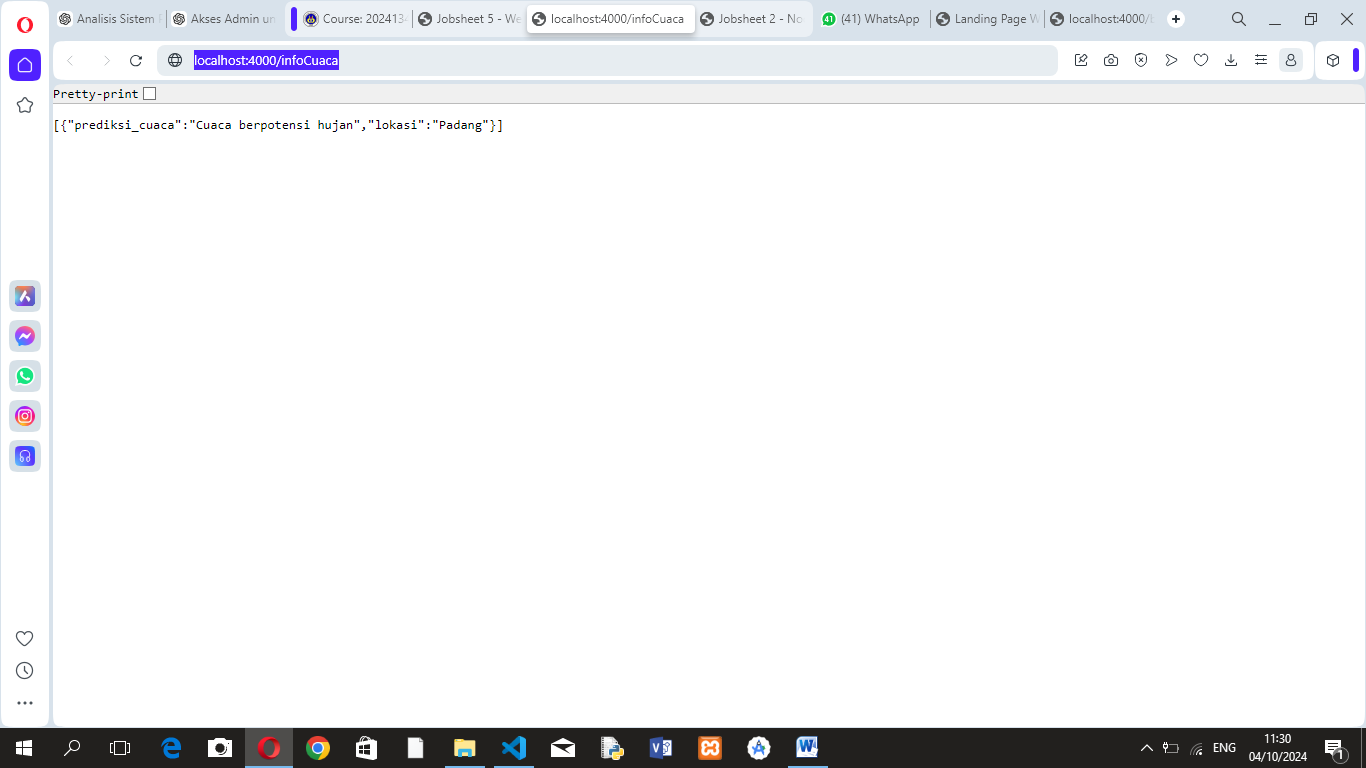 Analisis Sistem
Akses Admin un
Course: 202413
Jobsheet 5 - We
localhost:4000/infoCuaca
Jobsheet 2 - No
41
(41) WhatsApp
Landing Page W
localhost:4000/
localhost:4000/infoCuaca
Pretty-print
[{"prediksi_cuaca":"Cuaca berpotensi hujan","lokasi":"Padang"}]
ENG
11:30
04/10/2024
1